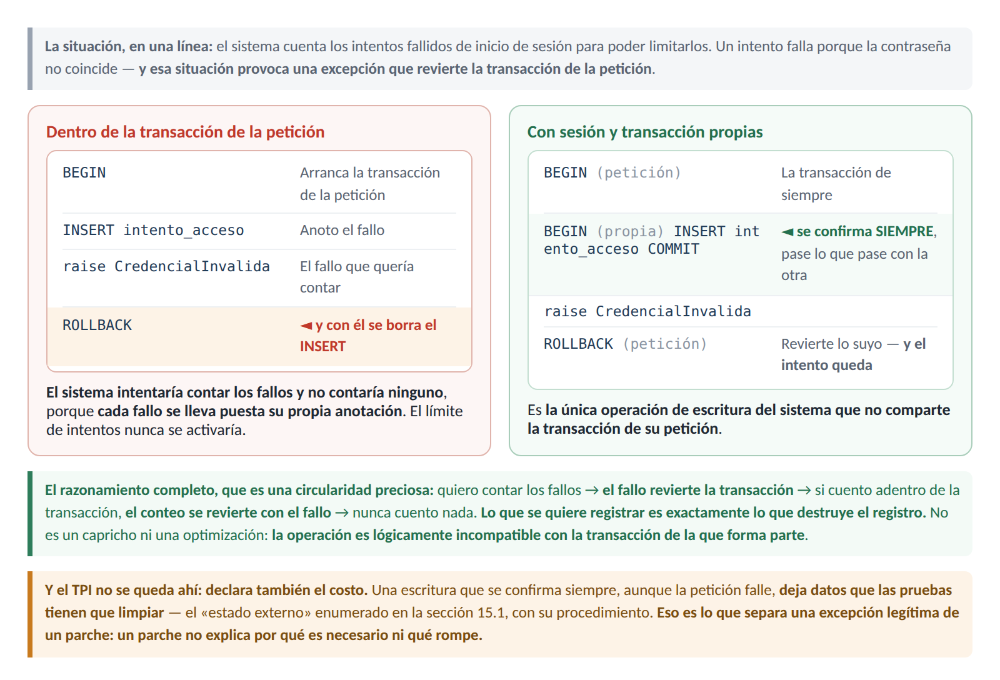 La situación, en una línea: el sistema cuenta los intentos fallidos de inicio de sesión para poder limitarlos. Un intento falla porque la contraseña
no coincide — y esa situación provoca una excepción que revierte la transacción de la petición.
Dentro de la transacción de la petición
BEGIN
Arranca la transacción
de la petición
INSERT intento_acceso
Anoto el fallo
raise CredencialInvalida
El fallo que quería
contar
ROLLBACK
◄ y con él se borra el
INSERT
El sistema intentaría contar los fallos y no contaría ninguno,
porque cada fallo se lleva puesta su propia anotación. El límite
de intentos nunca se activaría.
Con sesión y transacción propias
BEGIN (petición)
La transacción de
siempre
BEGIN (propia) INSERT int
ento_acceso COMMIT
◄ se confirma SIEMPRE,
pase lo que pase con la
otra
raise CredencialInvalida
ROLLBACK (petición)
Revierte lo suyo — y el
intento queda
Es la única operación de escritura del sistema que no comparte
la transacción de su petición.
El razonamiento completo, que es una circularidad preciosa: quiero contar los fallos → el fallo revierte la transacción → si cuento adentro de la
transacción, el conteo se revierte con el fallo → nunca cuento nada. Lo que se quiere registrar es exactamente lo que destruye el registro. No
es un capricho ni una optimización: la operación es lógicamente incompatible con la transacción de la que forma parte.
Y el TPI no se queda ahí: declara también el costo. Una escritura que se confirma siempre, aunque la petición falle, deja datos que las pruebas
tienen que limpiar — el «estado externo» enumerado en la sección 15.1, con su procedimiento. Eso es lo que separa una excepción legítima de
un parche: un parche no explica por qué es necesario ni qué rompe.